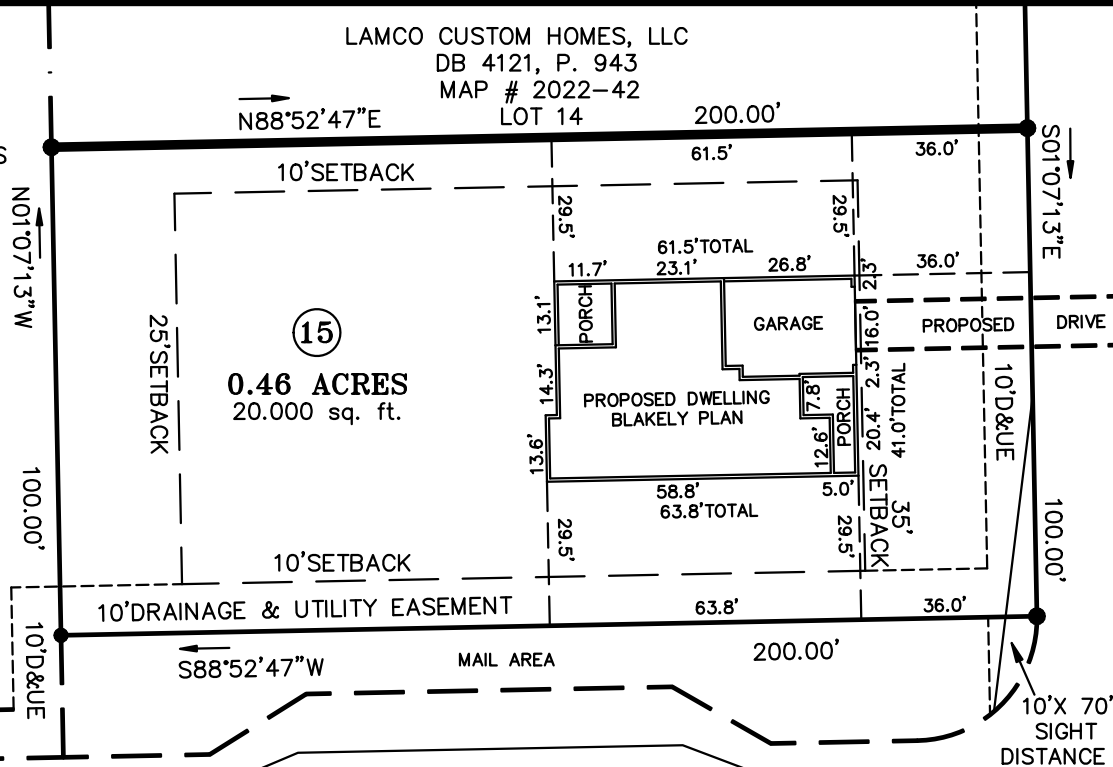 LAMCO CUSTOM HOMES, LLC
DB 4121, P. 943
MAP # 2022-42
LOT 14
N88°52'47"E
200.00'
S
N01°07'13"W
100.00'
S01°07'13"E
100.00'
10'SETBACK
61.5'
36.0'
29.5'
29.5'
61.5'TOTAL
11.7'
23.1'
26.8'
2.3'
36.0'
25'SETBACK
15
0.46 ACRES
20.000 sq. ft.
13.1'
PORCH
GARAGE
16.0'
PROPOSED
DRIVE
14.3'
PROPOSED DWELLING
BLAKELY PLAN
7.8'
PORCH
2.3'
20.4'
41.0'TOTAL
10'D&UE
13.6'
12.6'
58.8'
5.0'
63.8'TOTAL
35'
SETBACK
29.5'
29.5'
10'SETBACK
10'DRAINAGE & UTILITY EASEMENT
63.8'
36.0'
10'D&UE
S88°52'47"W
MAIL AREA
200.00'
10'X 70'
SIGHT
DISTANCE